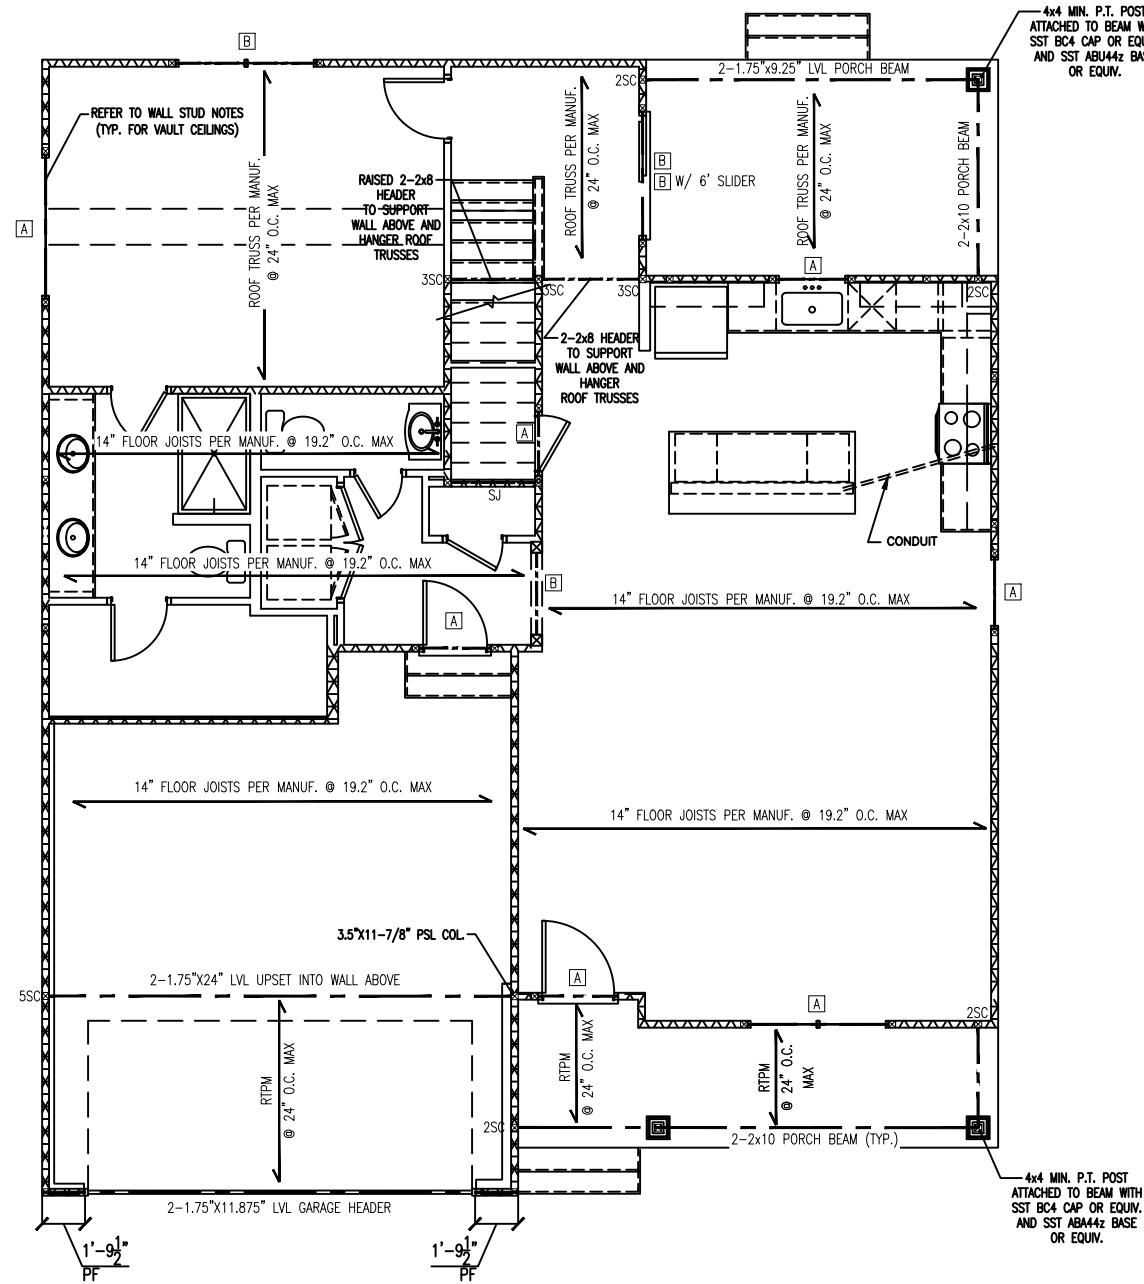 4x4 MIN. P.T. POST
ATTACHED TO BEAM W
SST BC4 CAP OR EQU
AND SST ABU44z BAS
OR EQUIV.
B
2-1.75"x9.25" LVL PORCH BEAM
2SC
REFER TO WALL STUD NOTES
(TYP. FOR VAULT CEILINGS)
ROOF TRUSS PER MANUF.
@ 24" O.C. MAX
ROOF TRUSS PER MANUF.
@ 24" O.C. MAX
ROOF TRUSS PER MANUF.
@ 24" O.C. MAX
2-2x10 PORCH BEAM
B
B W/ 6' SLIDER
A
RAISED 2-2x8
HEADER
TO SUPPORT
WALL ABOVE AND
HANGER ROOF
TRUSSES
A
3SC
3SC
3SC
2SC
2-2x8 HEADER
TO SUPPORT
WALL ABOVE AND
HANGER
ROOF TRUSSES
14" FLOOR JOISTS PER MANUF. @ 19.2" O.C. MAX
A
SJ
CONDUIT
14" FLOOR JOISTS PER MANUF. @ 19.2" O.C. MAX
B
14" FLOOR JOISTS PER MANUF. @ 19.2" O.C. MAX
A
A
14" FLOOR JOISTS PER MANUF. @ 19.2" O.C. MAX
14" FLOOR JOISTS PER MANUF. @ 19.2" O.C. MAX
3.5"X11-7/8" PSL COL.
2-1.75"X24" LVL UPSET INTO WALL ABOVE
5SC
A
A
2SC
RTPM
@ 24" O.C. MAX
RTPM
@ 24" O.C. MAX
RTPM
@ 24" O.C.
MAX
2SC
2-2x10 PORCH BEAM (TYP.)
4x4 MIN. P.T. POST
ATTACHED TO BEAM WITH
SST BC4 CAP OR EQUIV.
AND SST ABA44z BASE
OR EQUIV.
2-1.75"X11.875" LVL GARAGE HEADER
1'-9 1/2"
PF
1'-9 1/2"
PF